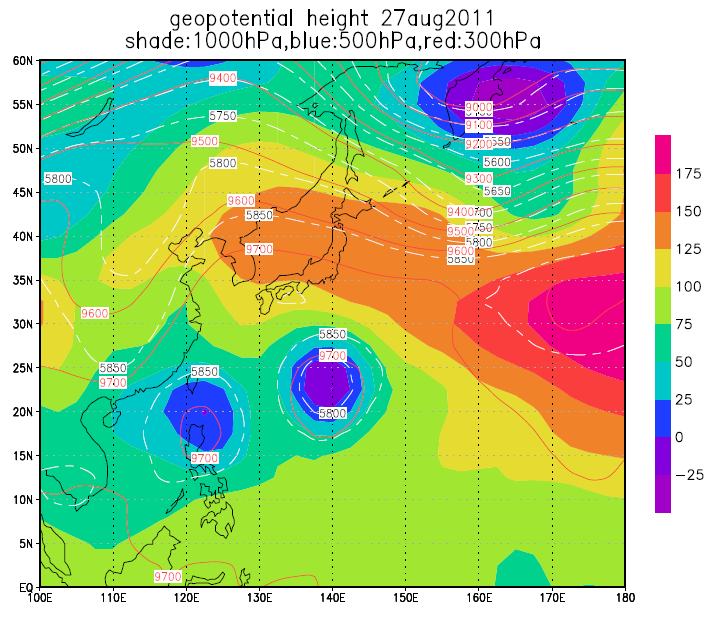 geopotential height 27aug2011
shade:1000hPa,blue:500hPa,red:300hPa
60N
9400
9000
55N
5750
9100
9500
9200
50N
5800
5600
5800
9300
5650
45N
9600
5850
9400
9500
40N
9700
5800
9600
5850
35N
9600
30N
5850
9700
25N
5850
5850
9700
20N
5800
15N
9700
10N
5N
9700
EQ
100E 110E 120E 130E 140E 150E 160E 170E 180
175
150
125
100
75
50
25
0
−25